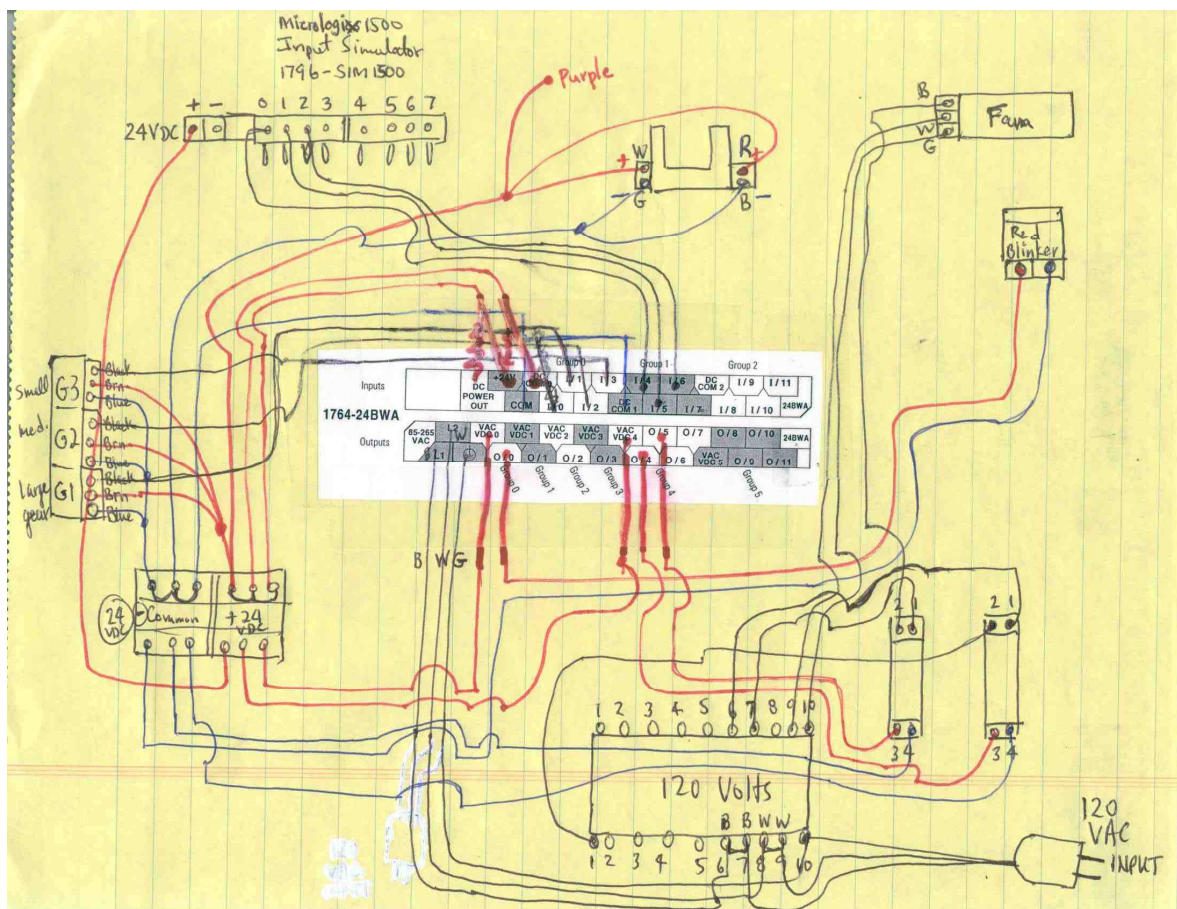 Micrologix 1500
Input Simulator
1796-SIM1500
Purple
+ - 0 1 2 3 4 5 6 7
24VDC
B
W
G
Fan
W R
+ +
G B
- -
Red
Blinker
Group 0 Group 1 Group 2
Inputs
+24V I/1 I/3 I/4 I/6 DC COM 2 I/9 I/11
DC POWER OUT COM I/0 I/2 DC COM 1 I/5 I/7 I/8 I/10 24BWA
1764-24BWA
Outputs
85-265 VAC L2 W VAC VDC 0 VAC VDC 1 VAC VDC 2 VAC VDC 3 VAC VDC 4 O/5 O/7 O/8 O/10 24BWA
L1 O/0 O/1 O/2 O/3 O/4 O/6 VAC VDC 5 O/9 O/11
Group 0 Group 1 Group 2 Group 3 Group 4 Group 5
Small G3 Black
Brn
Blue
med. G2 Black
Brn
Blue
Large gear G1 Black
Brn
Blue
B W G
24 VDC
- Common +24 VDC
2 1
2 1
3 4
3 4
1 2 3 4 5 6 7 8 9 10
120 Volts
B B W W
1 2 3 4 5 6 7 8 9 10
120
VAC
INPUT